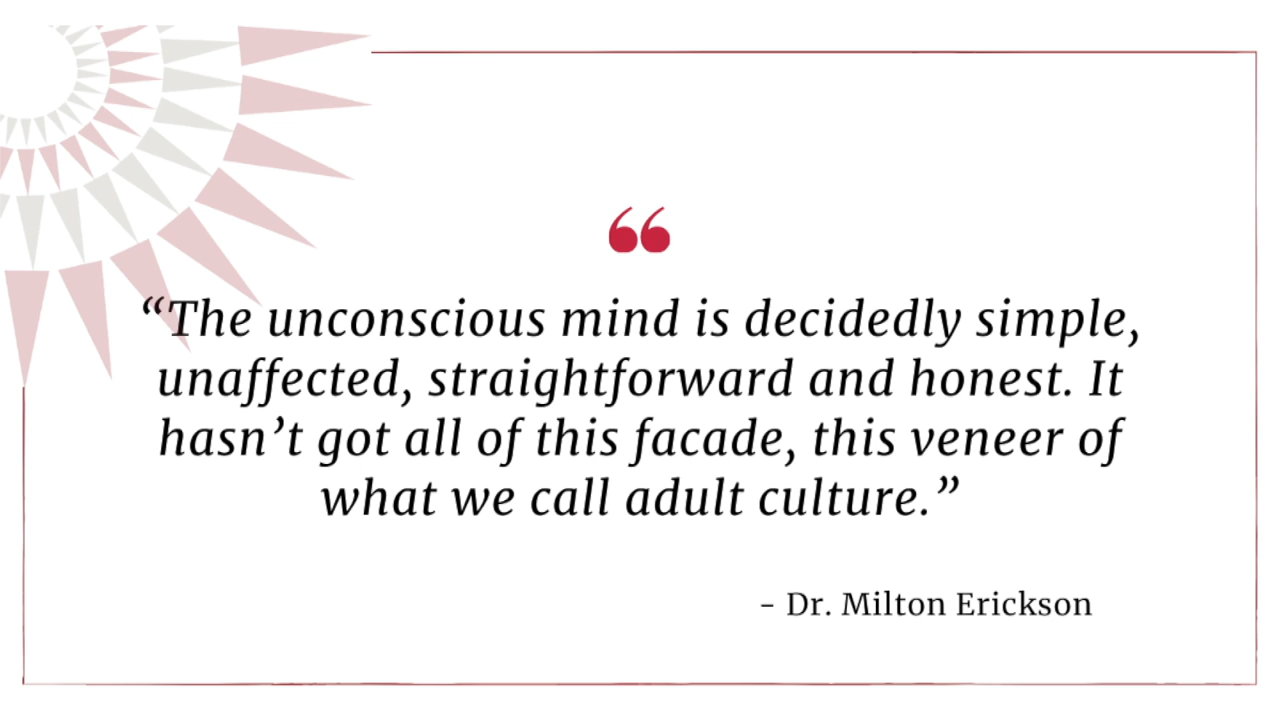 “The unconscious mind is decidedly simple,
unaffected, straightforward and honest. It
hasn’t got all of this facade, this veneer of
what we call adult culture.”
- Dr. Milton Erickson